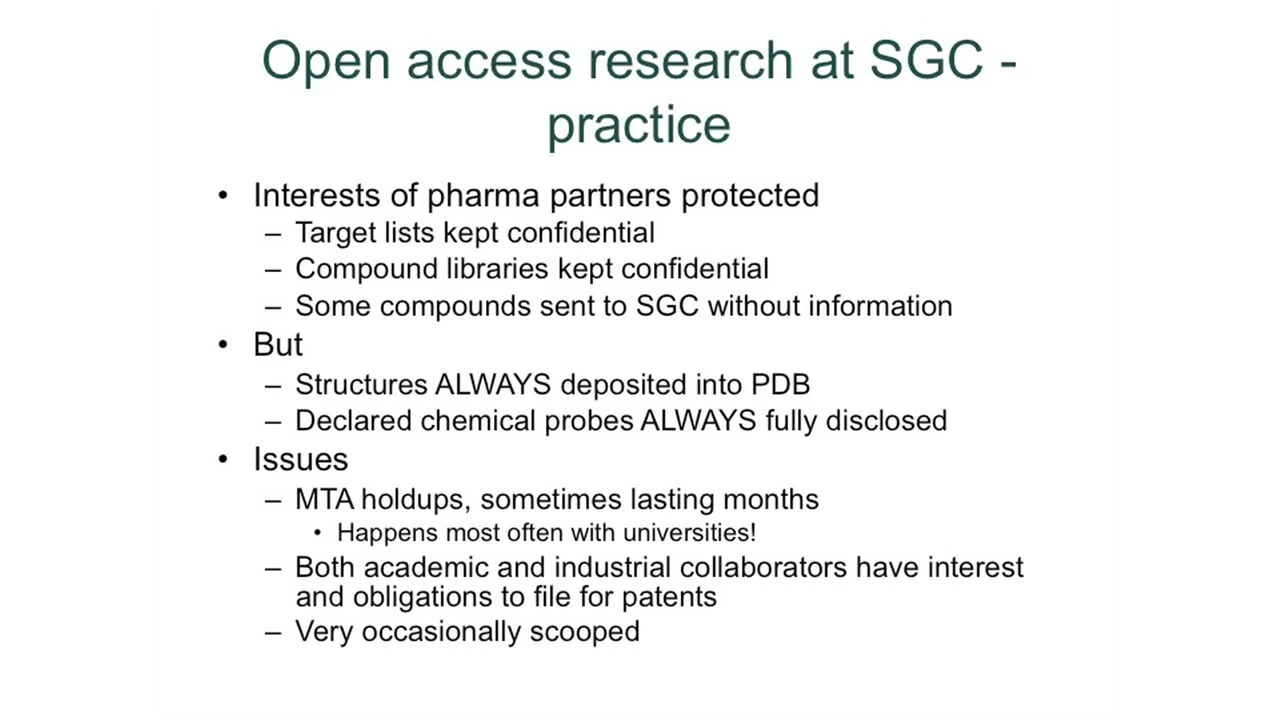 Open access research at SGC -
practice
• Interests of pharma partners protected
– Target lists kept confidential
– Compound libraries kept confidential
– Some compounds sent to SGC without information
• But
– Structures ALWAYS deposited into PDB
– Declared chemical probes ALWAYS fully disclosed
• Issues
– MTA holdups, sometimes lasting months
• Happens most often with universities!
– Both academic and industrial collaborators have interest
and obligations to file for patents
– Very occasionally scooped